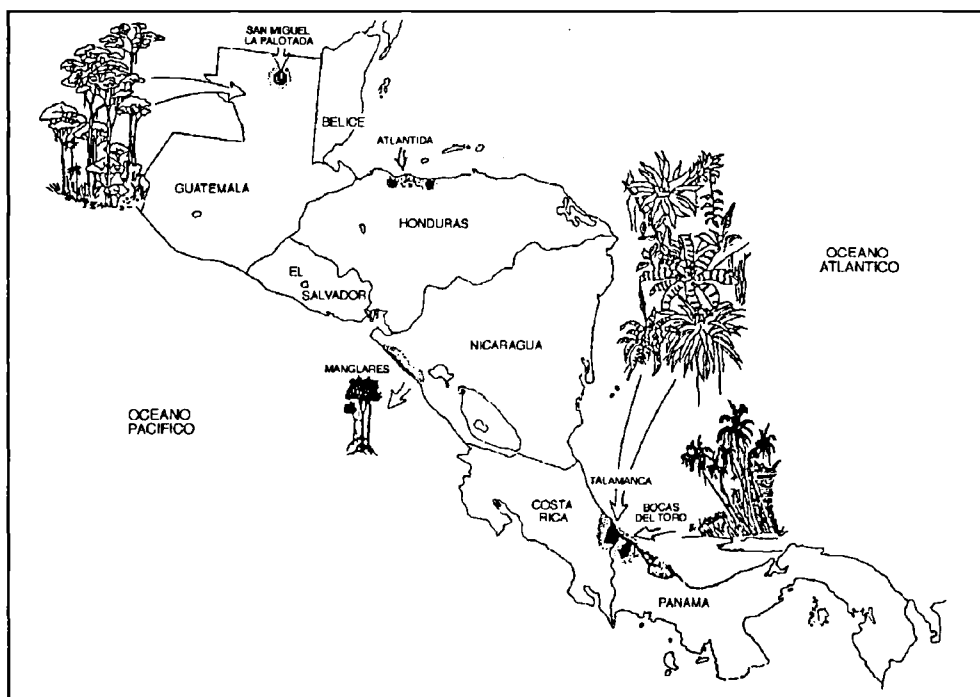 SAN MIGUEL
LA PALOTADA
BELICE
ATLANTIDA
GUATEMALA
HONDURAS
EL
SALVADOR
OCEANO
ATLANTICO
NICARAGUA
MANGLARES
OCEANO
PACIFICO
TALAMANCA
COSTA
RICA
BOCAS
DEL TORO
PANAMA